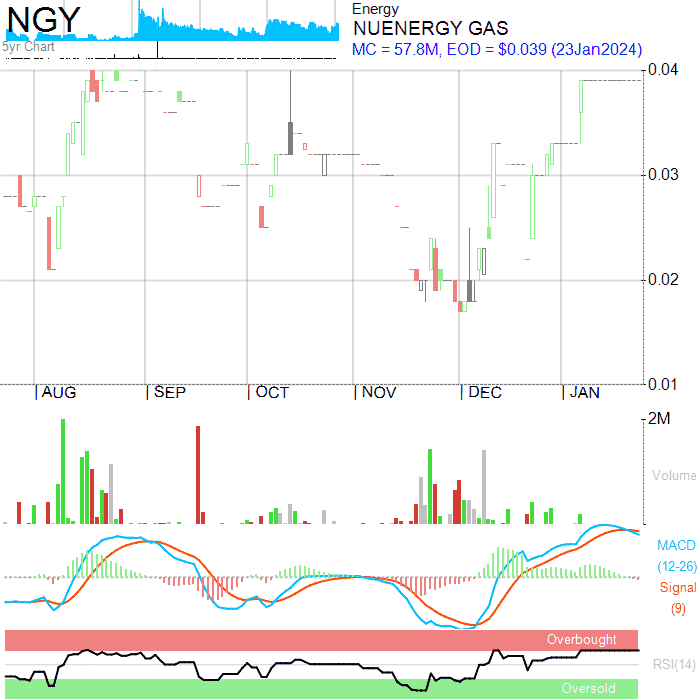 NGY
5yr Chart
Energy
NUENERGY GAS
MC = 57.8M, EOD = $0.039 (23Jan2024)
0.04
0.03
0.02
0.01
AUG SEP OCT NOV DEC JAN
2M
Volume
MACD
(12-26)
Signal
(9)
Overbought
RSI(14)
Oversold